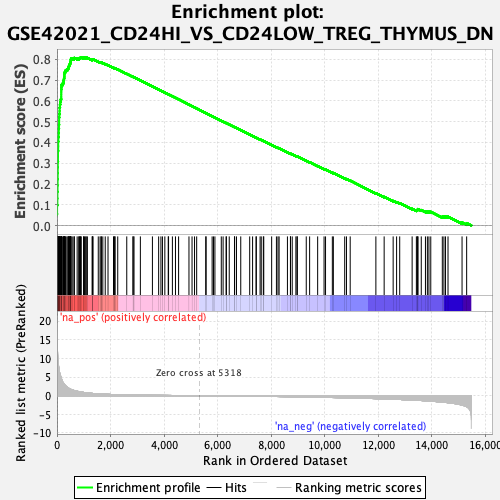 Enrichment plot:
GSE42021_CD24HI_VS_CD24LOW_TREG_THYMUS_DN
Enrichment score (ES)
0.8
0.7
0.6
0.5
0.4
0.3
0.2
0.1
0.0
'na_pos' (positively correlated)
Ranked list metric (PreRanked)
20
15
10
5
0
-5
-10
Zero cross at 5318
'na_neg' (negatively correlated)
0 2,000 4,000 6,000 8,000 10,000 12,000 14,000 16,000
Rank in Ordered Dataset
Enrichment profile Hits Ranking metric scores